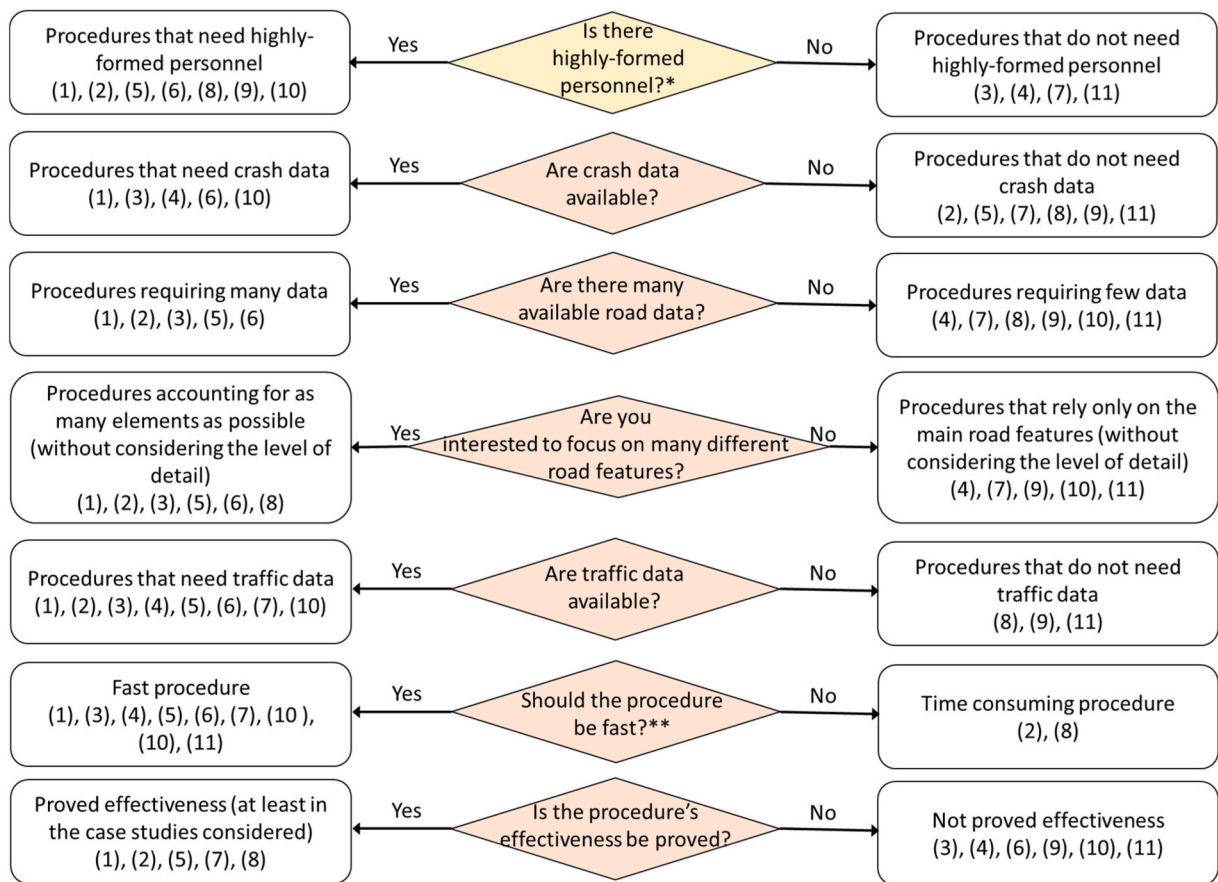 Procedures that need highly-
formed personnel
(1), (2), (5), (6), (8), (9), (10)
Yes
Is there
highly-formed
personnel?*
No
Procedures that do not need
highly-formed personnel
(3), (4), (7), (11)
Procedures that need crash data
(1), (3), (4), (6), (10)
Yes
Are crash data
available?
No
Procedures that do not need
crash data
(2), (5), (7), (8), (9), (11)
Procedures requiring many data
(1), (2), (3), (5), (6)
Yes
Are there many
available road data?
No
Procedures requiring few data
(4), (7), (8), (9), (10), (11)
Procedures accounting for as
many elements as possible
(without considering the level of
detail)
(1), (2), (3), (5), (6), (8)
Yes
Are you
interested to focus on many different
road features?
No
Procedures that rely only on the
main road features (without
considering the level of detail)
(4), (7), (9), (10), (11)
Procedures that need traffic data
(1), (2), (3), (4), (5), (6), (7), (10)
Yes
Are traffic data
available?
No
Procedures that do not need
traffic data
(8), (9), (11)
Fast procedure
(1), (3), (4), (5), (6), (7), (10 ),
(10), (11)
Yes
Should the procedure
be fast?**
No
Time consuming procedure
(2), (8)
Proved effectiveness (at least in
the case studies considered)
(1), (2), (5), (7), (8)
Yes
Is the procedure's
effectiveness be proved?
No
Not proved effectiveness
(3), (4), (6), (9), (10), (11)